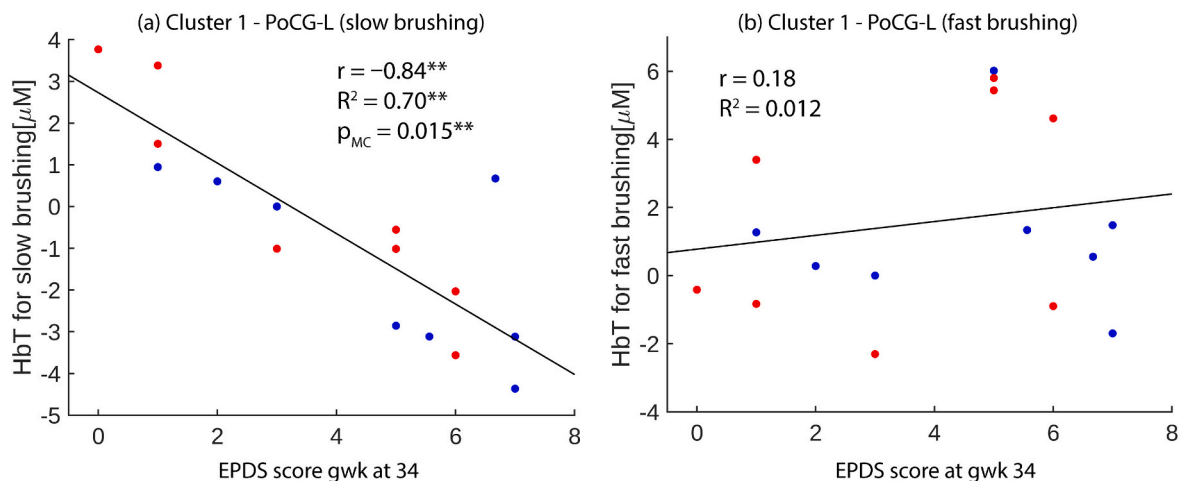 (a) Cluster 1 - PoCG-L (slow brushing)
r = −0.84**
R² = 0.70**
pMC = 0.015**
HbT for slow brushing[μM]
4
3
2
1
0
-1
-2
-3
-4
-5
0 2 4 6 8
EPDS score gwk at 34
(b) Cluster 1 - PoCG-L (fast brushing)
r = 0.18
R² = 0.012
HbT for fast brushing[μM]
6
4
2
0
-2
-4
0 2 4 6 8
EPDS score at gwk 34